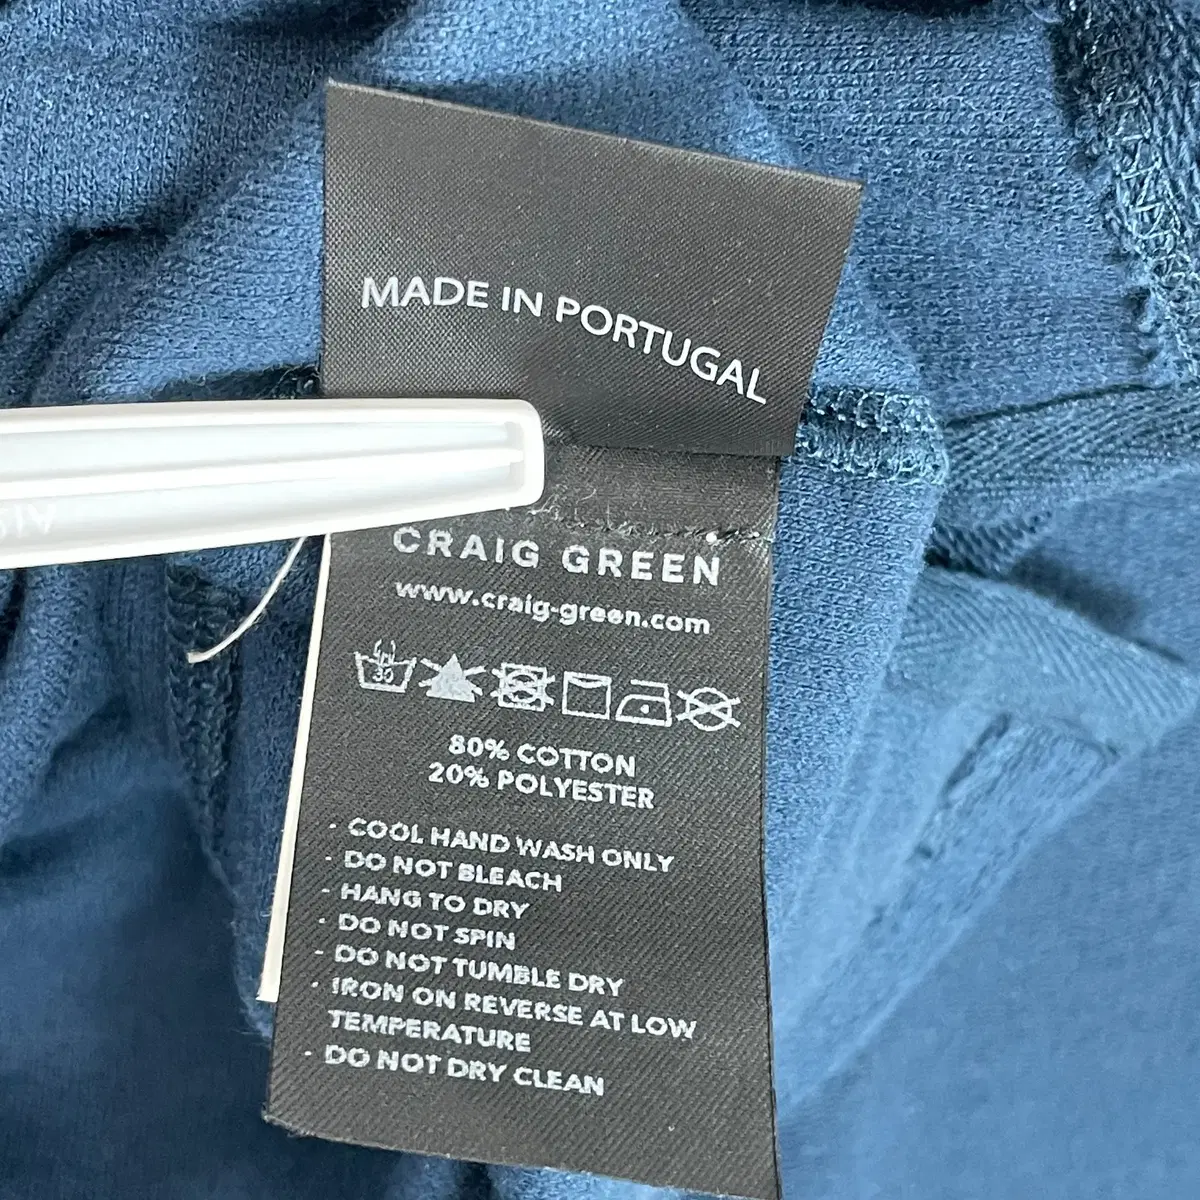 MADE IN PORTUGAL
CRAIG GREEN
www.craig-green.com
30
80% COTTON
20% POLYESTER
- COOL HAND WASH ONLY
- DO NOT BLEACH
- HANG TO DRY
- DO NOT SPIN
- DO NOT TUMBLE DRY
- IRON ON REVERSE AT LOW
TEMPERATURE
- DO NOT DRY CLEAN